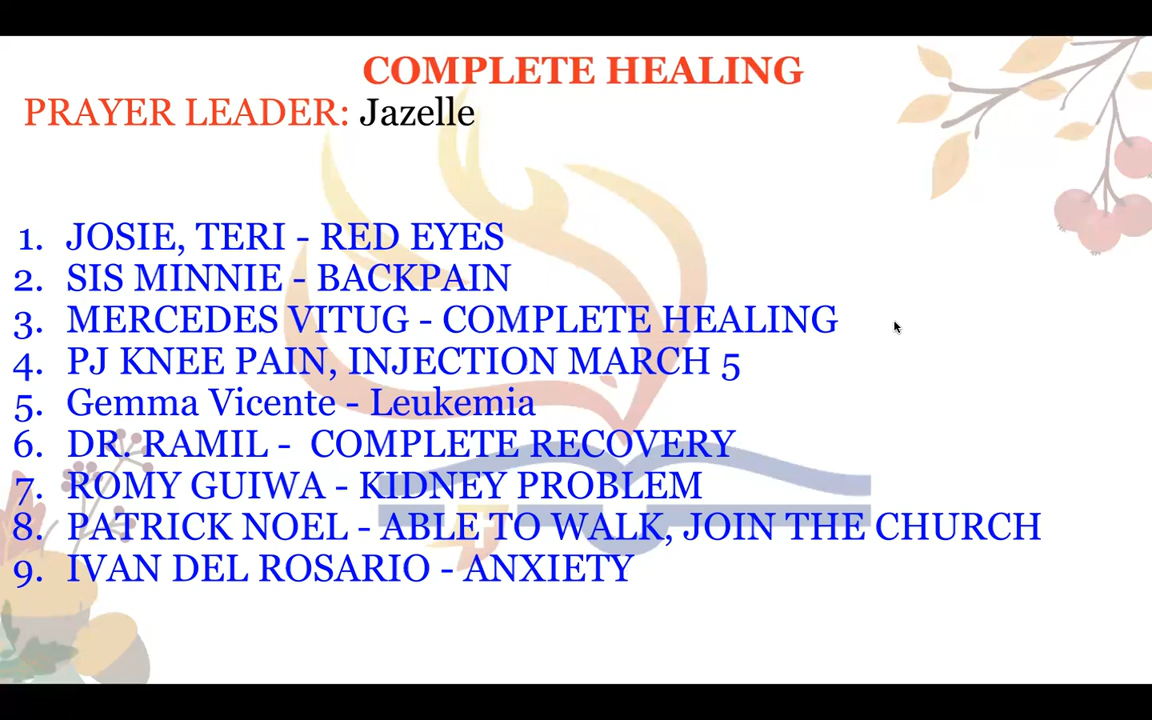 COMPLETE HEALING
PRAYER LEADER: Jazelle
1. JOSIE, TERI - RED EYES
2. SIS MINNIE - BACKPAIN
3. MERCEDES VITUG - COMPLETE HEALING
4. PJ KNEE PAIN, INJECTION MARCH 5
5. Gemma Vicente - Leukemia
6. DR. RAMIL - COMPLETE RECOVERY
7. ROMY GUIWA - KIDNEY PROBLEM
8. PATRICK NOEL - ABLE TO WALK, JOIN THE CHURCH
9. IVAN DEL ROSARIO - ANXIETY